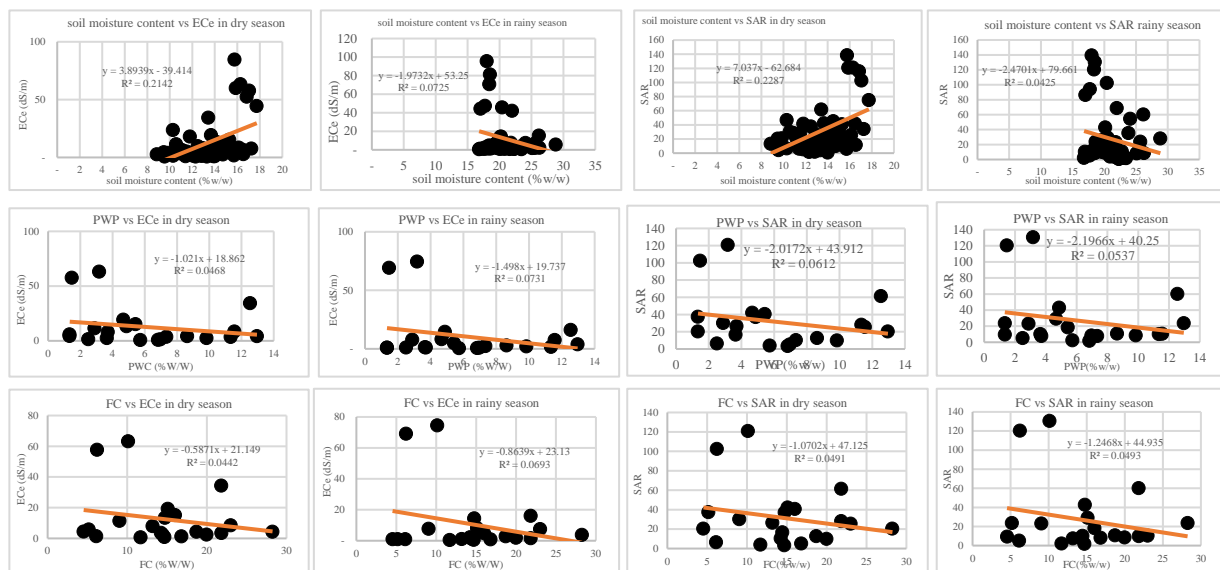 soil moisture content vs ECe in dry season
ECe (dS/m)
100
50
-
y = 3.8939x - 39.414
R² = 0.2142
- 2 4 6 8 10 12 14 16 18 20
soil moisture content (%w/w)
soil moisture content vs ECe in rainy season
ECe (dS/m)
120
100
80
60
40
20
-
y = -1.9732x + 53.25
R² = 0.0725
- 5 10 15 20 25 30 35
soil moisture content (%w/w)
soil moisture content vs SAR in dry season
SAR
160
140
120
100
80
60
40
20
-
y = 7.037x - 62.684
R² = 0.2287
- 2 4 6 8 10 12 14 16 18 20
soil moisture content (%w/w)
soil moisture content vs SAR rainy season
SAR
160
140
120
100
80
60
40
20
-
y = -2.4701x + 79.661
R² = 0.0425
- 5 10 15 20 25 30 35
soil moisture content (%w/w)
PWP vs ECe in dry season
ECe (dS/m)
100
50
0
y = -1.021x + 18.862
R² = 0.0468
0 2 4 6 8 10 12 14
PWC (%W/W)
PWP vs ECe in rainy season
ECe (dS/m)
100
50
-
y = -1.498x + 19.737
R² = 0.0731
0 2 4 6 8 10 12 14
PWP (%W/W)
PWP vs SAR in dry season
SAR
140
120
100
80
60
40
20
0
y = -2.0172x + 43.912
R² = 0.0612
0 2 4 6 8 10 12 14
PWP(%w/w)
PWP vs SAR in rainy season
SAR
140
120
100
80
60
40
20
0
y = -2.1966x + 40.25
R² = 0.0537
0 2 4 6 8 10 12 14
PWP(%w/w)
FC vs ECe in dry season
ECe (dS/m)
80
60
40
20
0
y = -0.5871x + 21.149
R² = 0.0442
0 10 20 30
FC (%W/W)
FC vs ECe in rainy season
ECe (dS/m)
80
60
40
20
-
y = -0.8639x + 23.13
R² = 0.0693
0 5 10 15 20 25 30
FC (%W/W)
FC vs SAR in dry season
SAR
140
120
100
80
60
40
20
0
y = -1.0702x + 47.125
R² = 0.0491
0 5 10 15 20 25 30
FC (%w/w)
FC vs SAR in rainy season
SAR
140
120
100
80
60
40
20
0
y = -1.2468x + 44.935
R² = 0.0493
0 5 10 15 20 25 30
FC (%w/w)